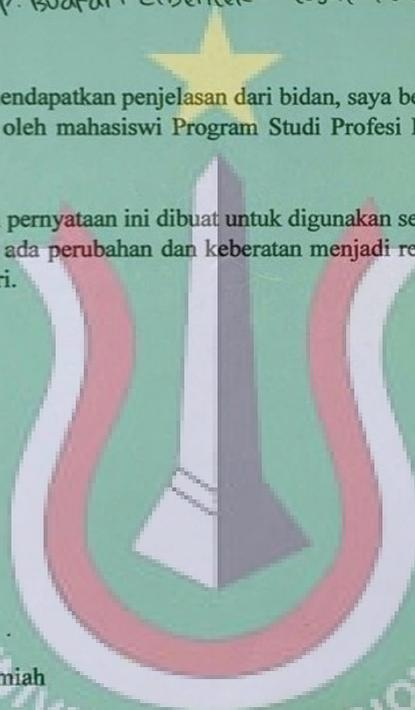 endapatkan penjelasan dari bidan, saya be
oleh mahasiswi Program Studi Profesi
pernyataan ini dibuat untuk digunakan se
ada perubahan dan keberatan menjadi re
ri.
miah